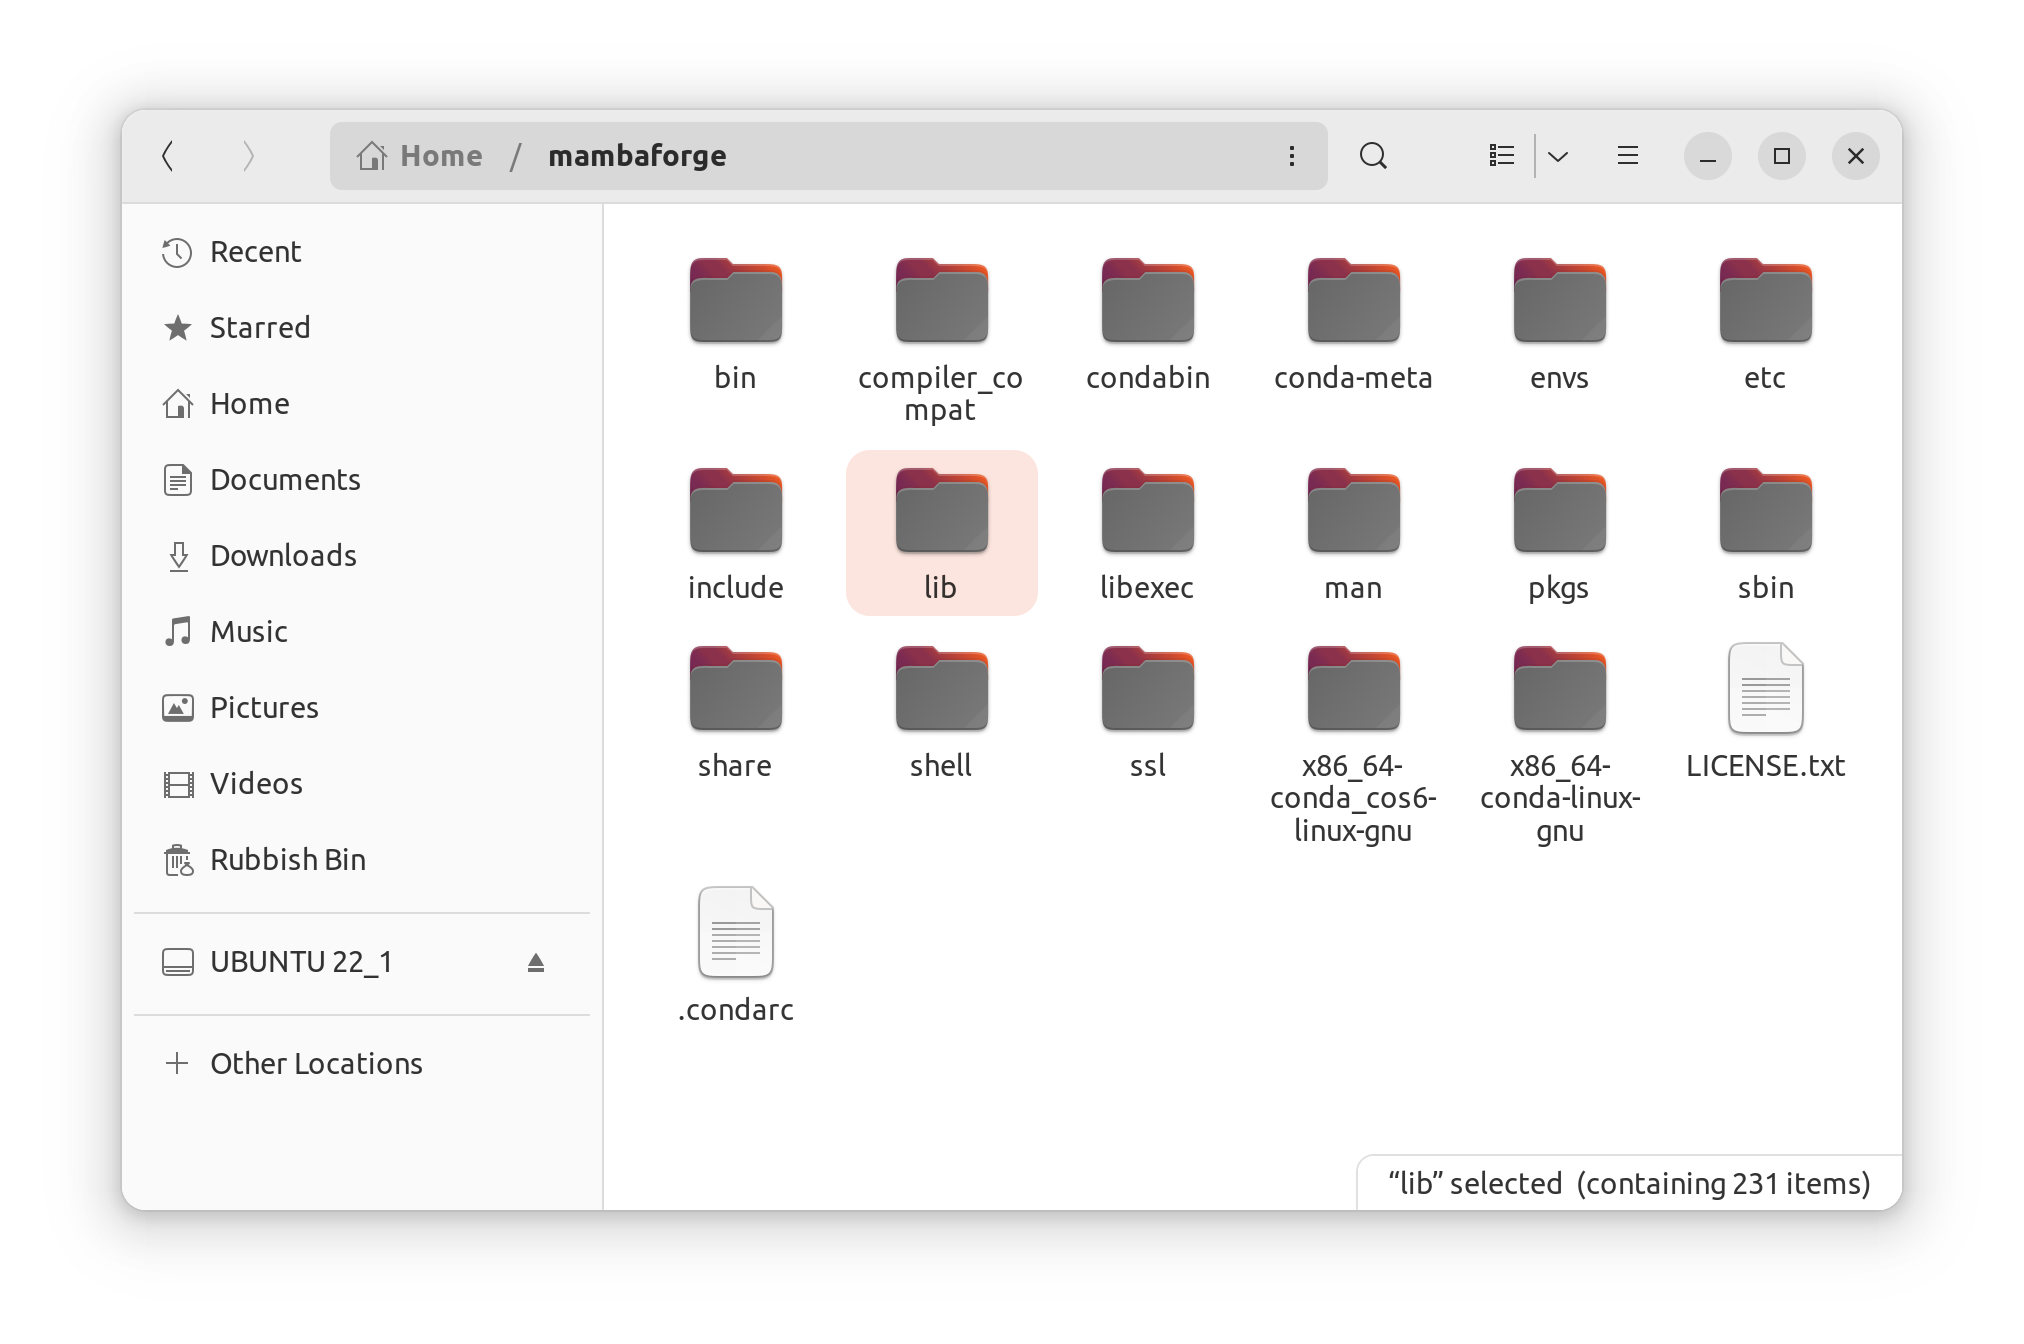 Home / mambaforge
Recent
Starred
Home
Documents
Downloads
Music
Pictures
Videos
Rubbish Bin
UBUNTU 22_1
Other Locations
bin
compiler_co
mpat
condabin
conda-meta
envs
etc
include
lib
libexec
man
pkgs
sbin
share
shell
ssl
x86_64-
conda_cos6-
linux-gnu
x86_64-
conda-linux-
gnu
LICENSE.txt
.condarc
“lib” selected (containing 231 items)